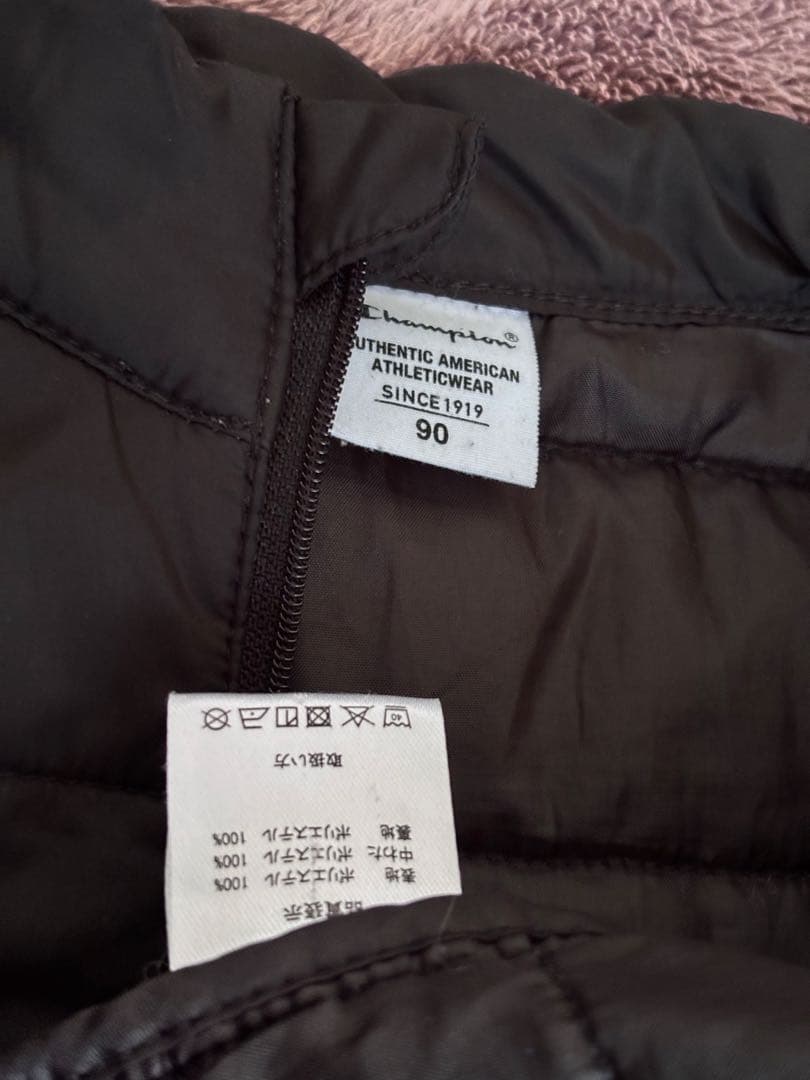 Champion®
UTHENTIC AMERICAN
ATHLETICWEAR
SINCE 1919
90
品質表示
表地 ポリエステル 100%
中わた ポリエステル 100%
裏地 ポリエステル 100%
取扱い方
40